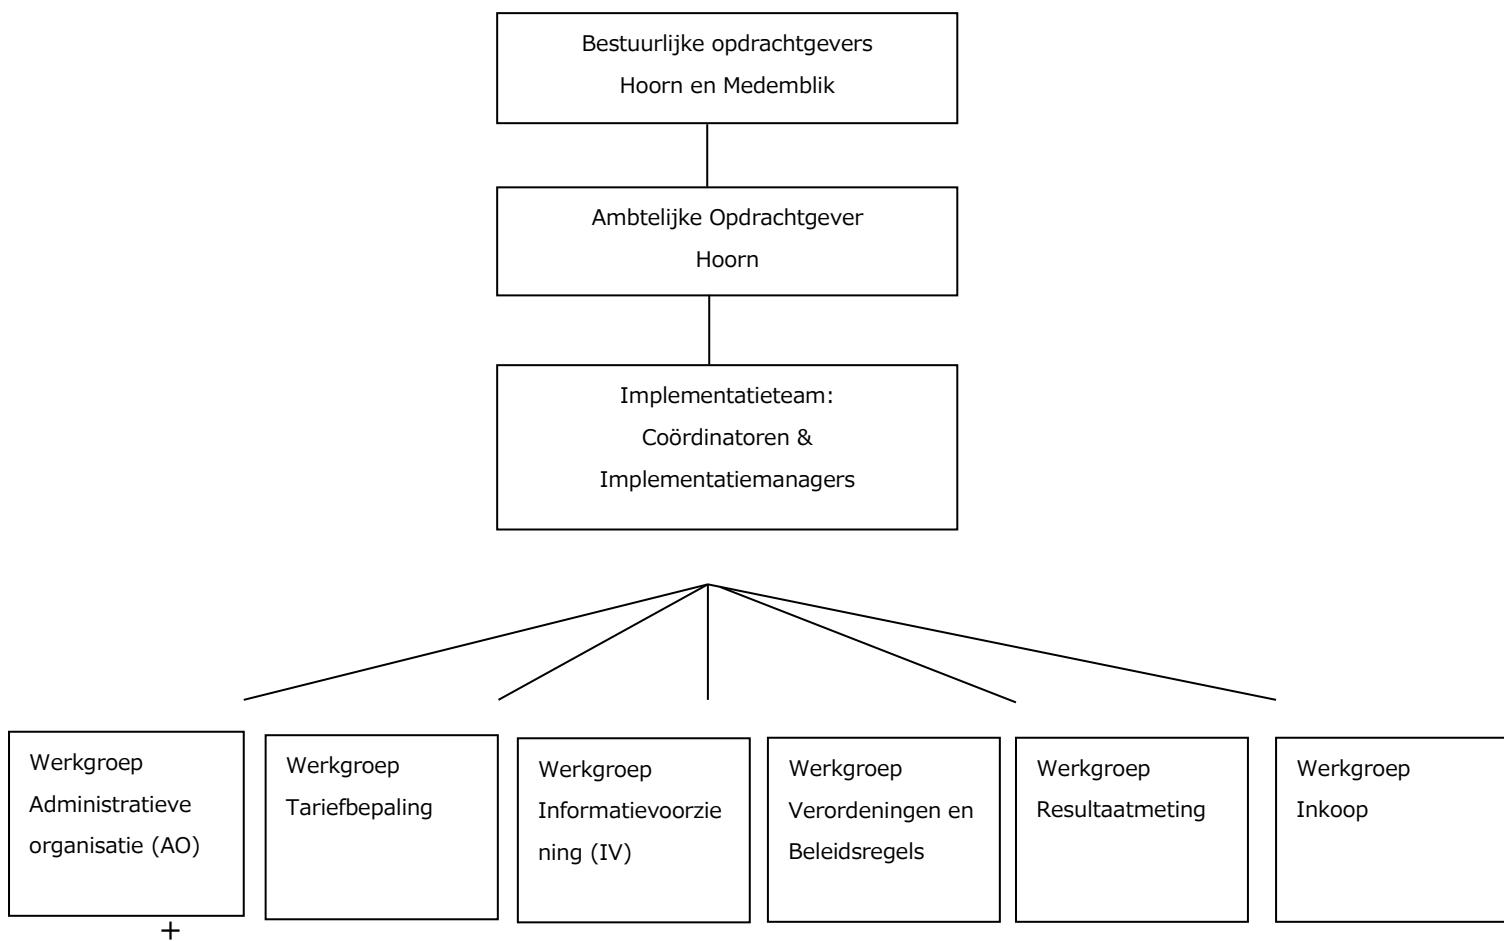 Bestuurlijke opdrachtgevers
Hoorn en Medemblik
Ambtelijke Opdrachtgever
Hoorn
Implementatieteam:
Coördinatoren &
Implementatiemanagers
Werkgroep
Administratieve
organisatie (AO)
Werkgroep
Tariefbepaling
Werkgroep
Informatievoorzie
ning (IV)
Werkgroep
Verordeningen en
Beleidsregels
Werkgroep
Resultaatmeting
Werkgroep
Inkoop
+